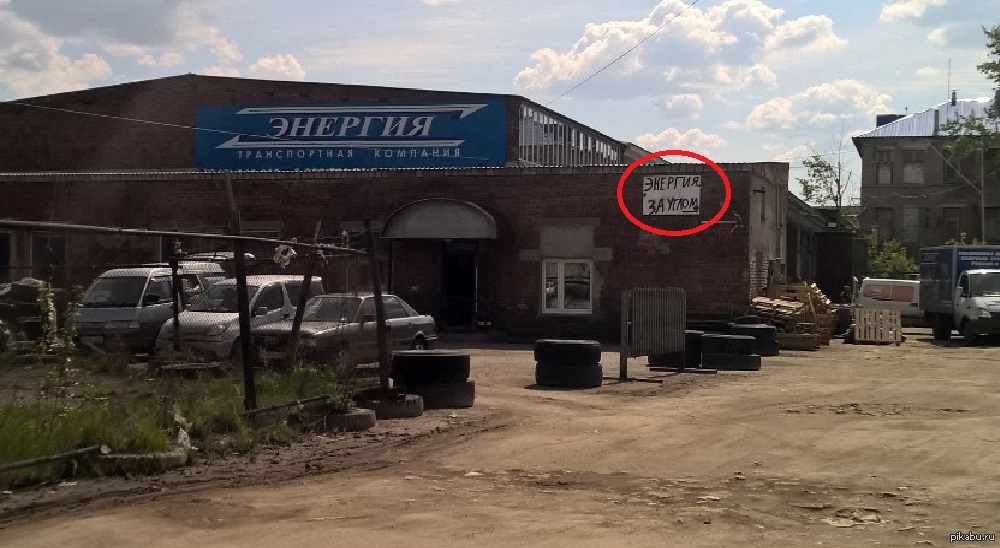 ЭНЕРГИЯ
ТРАНСПОРТНАЯ КОМПАНИЯ
ЭНЕРГИЯ
ЗА УГЛОМ
pikabu.ru